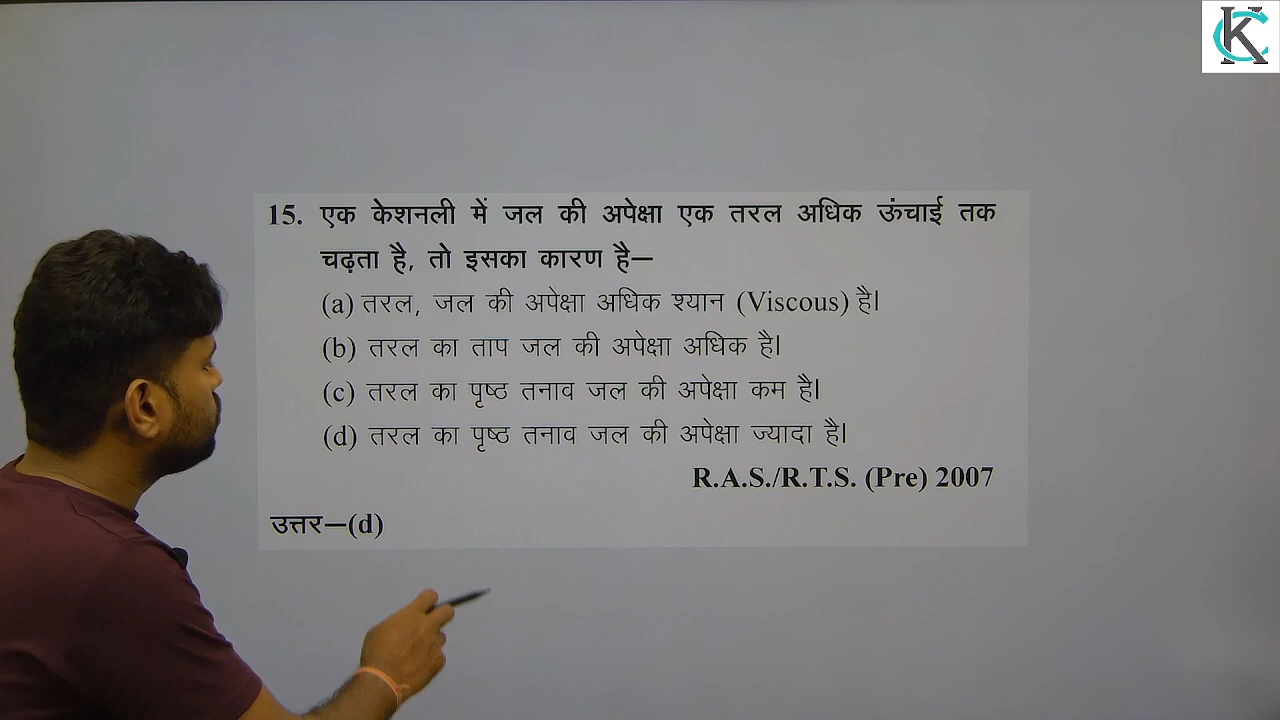 KC
15. एक केशनली में जल की अपेक्षा एक तरल अधिक ऊंचाई तक
चढ़ता है, तो इसका कारण है—
(a) तरल, जल की अपेक्षा अधिक श्यान (Viscous) है।
(b) तरल का ताप जल की अपेक्षा अधिक है।
(c) तरल का पृष्ठ तनाव जल की अपेक्षा कम है।
(d) तरल का पृष्ठ तनाव जल की अपेक्षा ज्यादा है।
R.A.S./R.T.S. (Pre) 2007
उत्तर—(d)